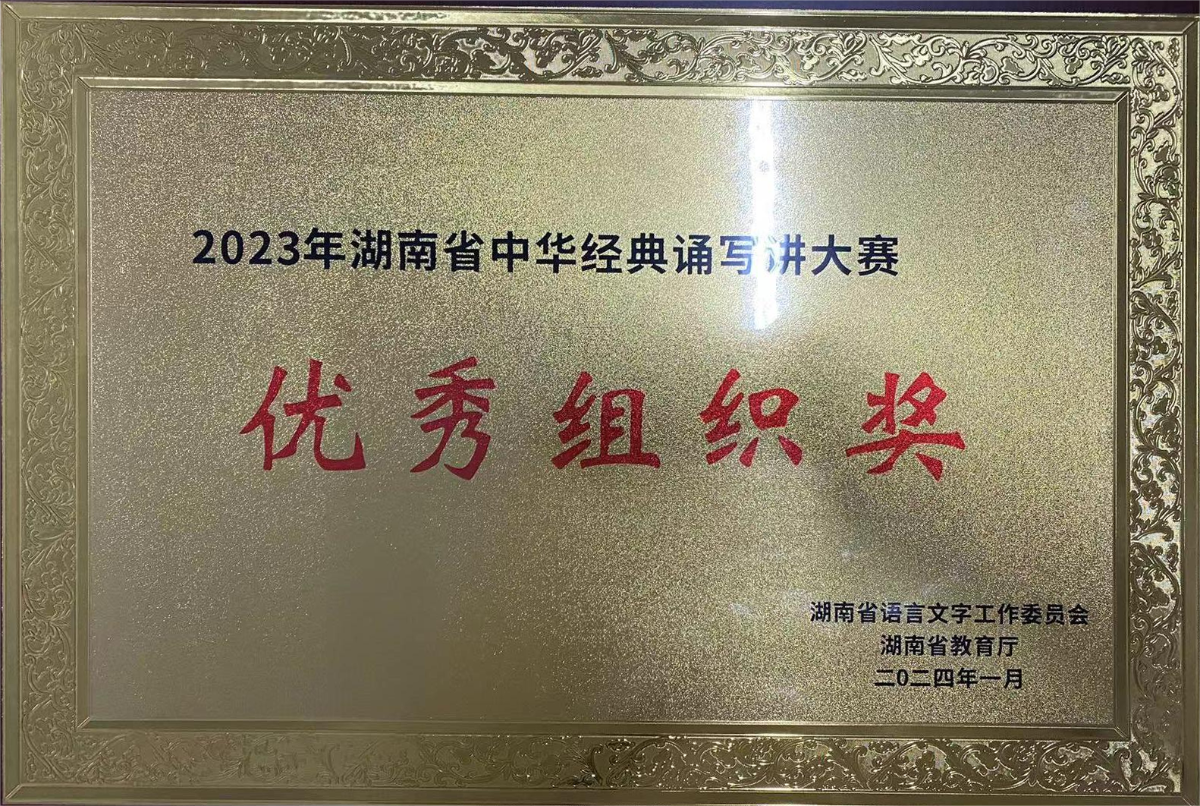 2023年湖南省中华经典诵写讲大赛
优秀组织奖
湖南省语言文字工作委员会
湖南省教育厅
二0二四年一月